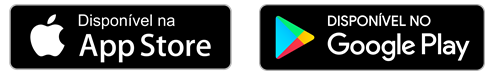 Disponível na
App Store
DISPONÍVEL NO
Google Play